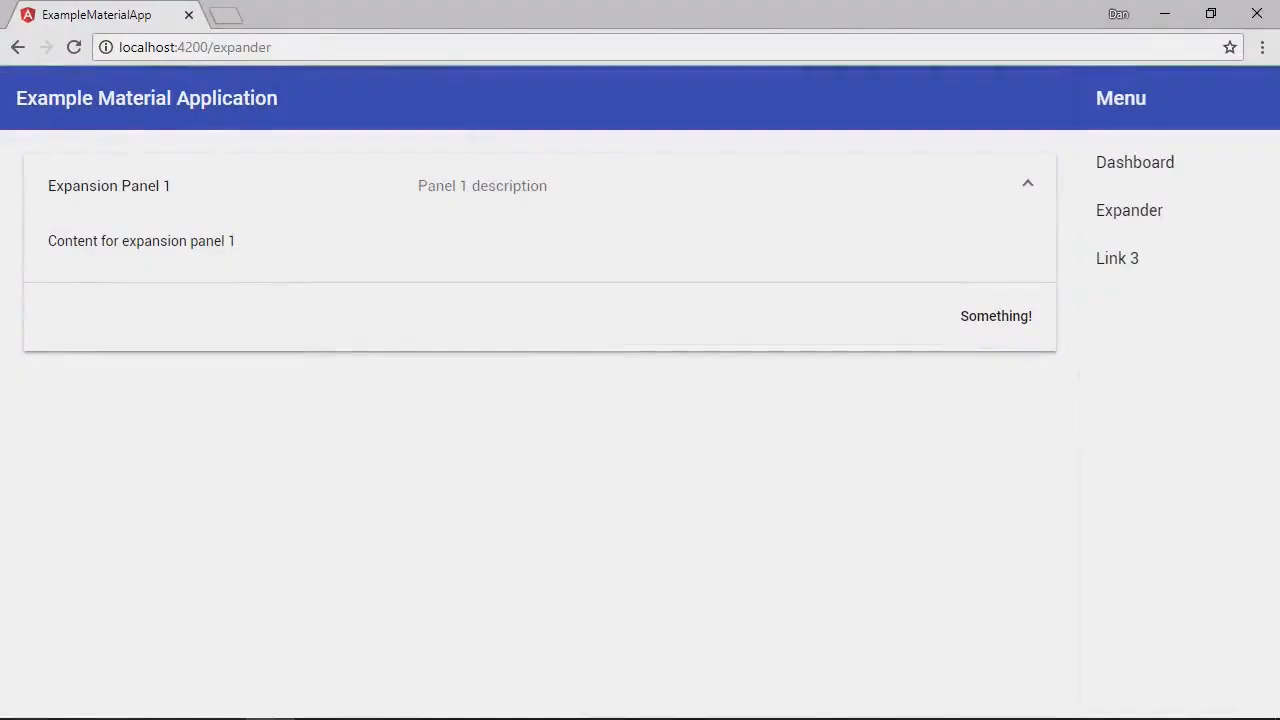 ExampleMaterialApp
Dan
localhost:4200/expander
Example Material Application
Menu
Expansion Panel 1
Panel 1 description
Content for expansion panel 1
Something!
Dashboard
Expander
Link 3